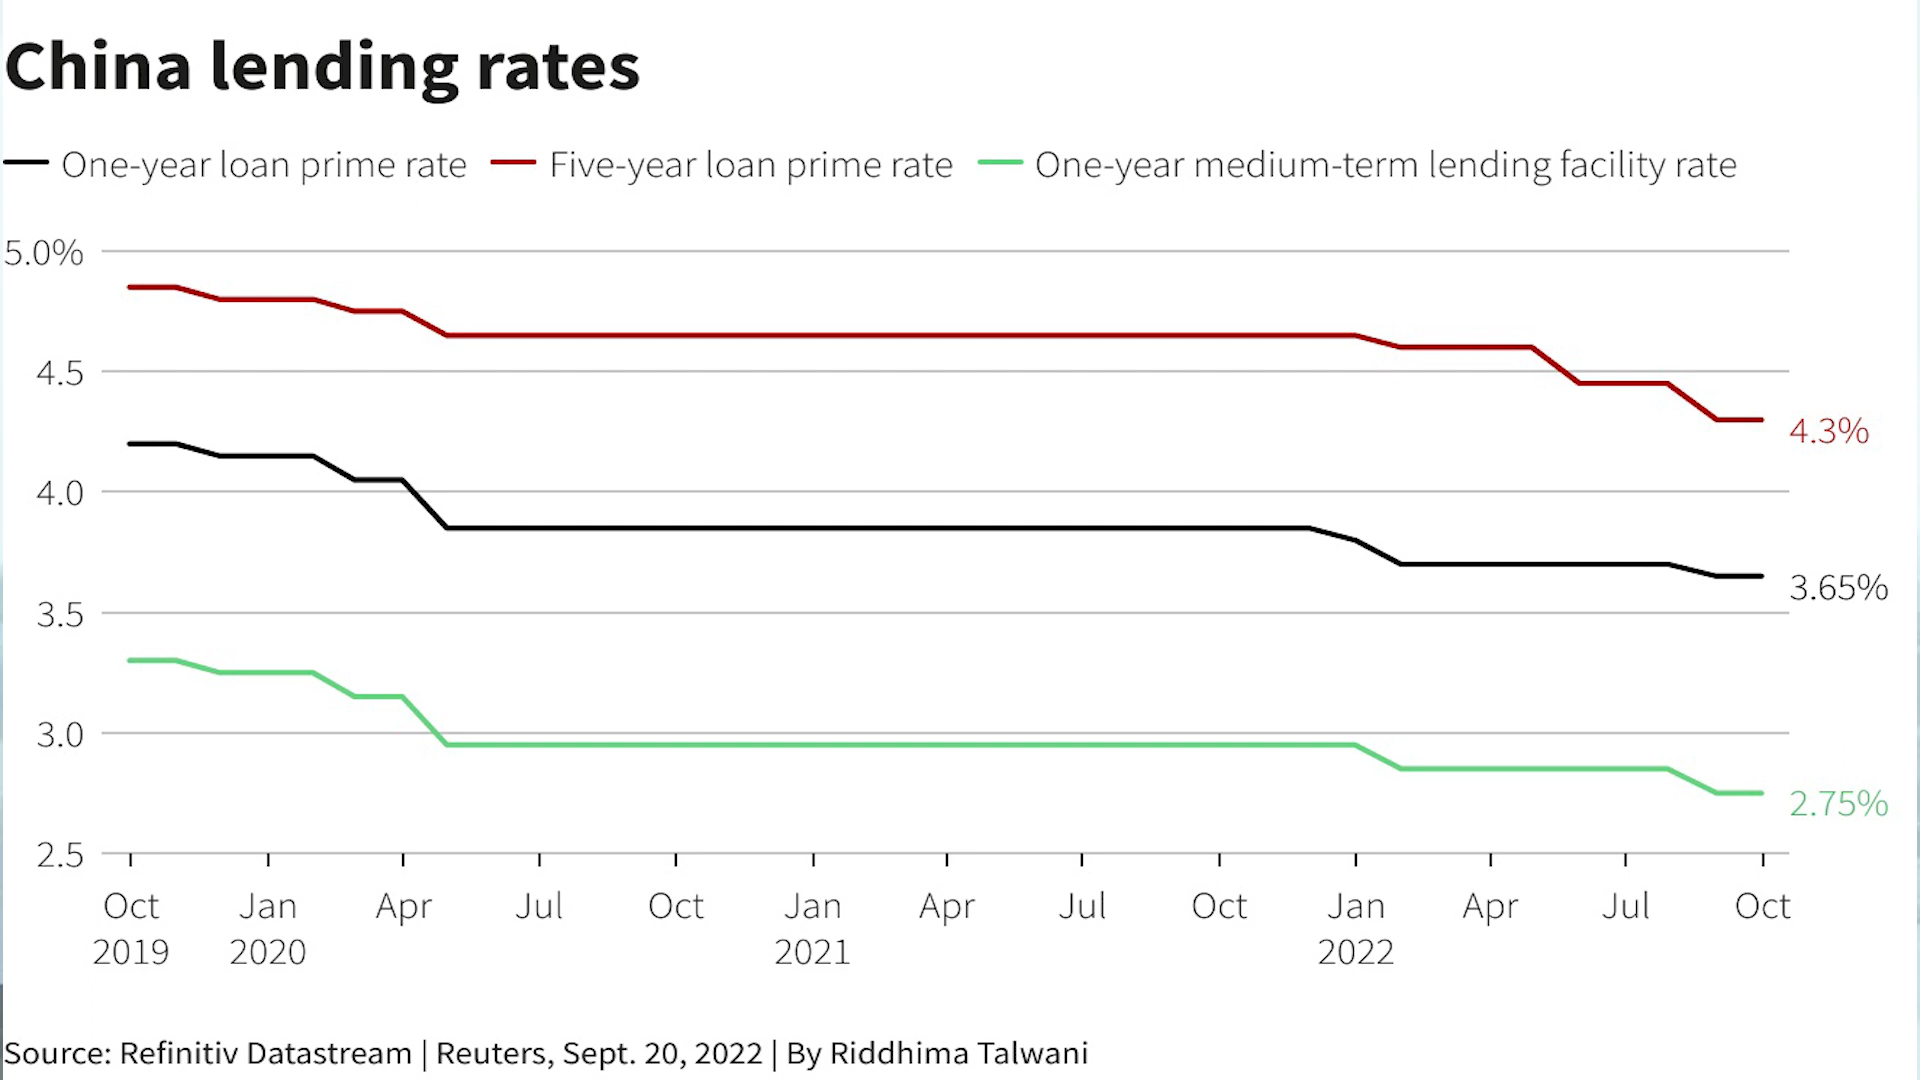 China lending rates
One-year loan prime rate Five-year loan prime rate One-year medium-term lending facility rate
5.0%
4.5
4.3%
4.0
3.65%
3.5
3.0
2.75%
2.5
Oct Jan Apr Jul Oct Jan Apr Jul Oct Jan Apr Jul Oct
2019 2020 2021 2022
Source: Refinitiv Datastream | Reuters, Sept. 20, 2022 | By Riddhima Talwani